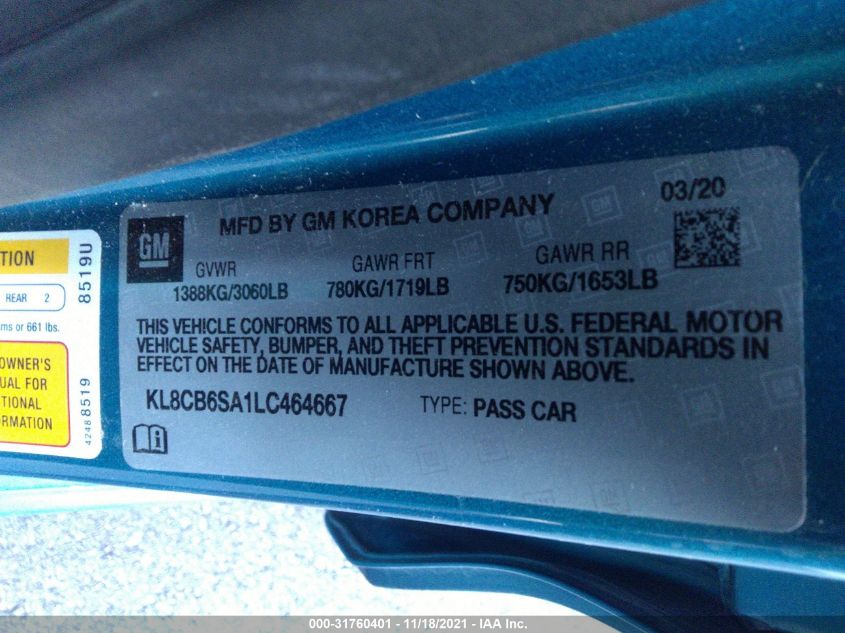 GM
MFD BY GM KOREA COMPANY
03/20
GVWR
GAWR FRT
GAWR RR
1388KG/3060LB
780KG/1719LB
750KG/1653LB
THIS VEHICLE CONFORMS TO ALL APPLICABLE U.S. FEDERAL MOTOR
VEHICLE SAFETY, BUMPER, AND THEFT PREVENTION STANDARDS IN
EFFECT ON THE DATE OF MANUFACTURE SHOWN ABOVE.
KL8CB6SA1LC464667
TYPE: PASS CAR
REAR 2
or 661 lbs.
OWNER'S
FOR
8519U
42488519
000-31760401 - 11/18/2021 - IAA Inc.